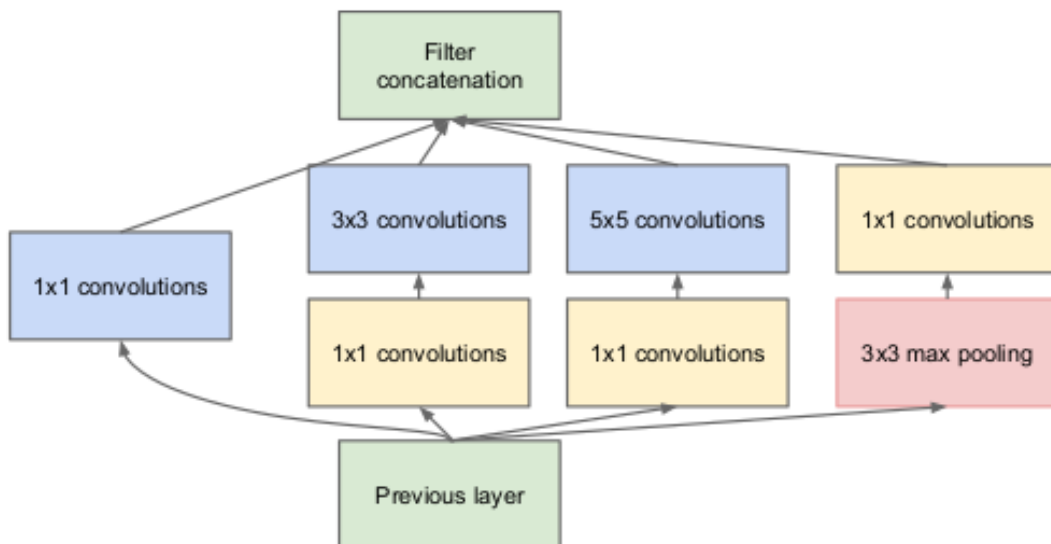 Filter
concatenation
3x3 convolutions
5x5 convolutions
1x1 convolutions
1x1 convolutions
1x1 convolutions
1x1 convolutions
3x3 max pooling
Previous layer